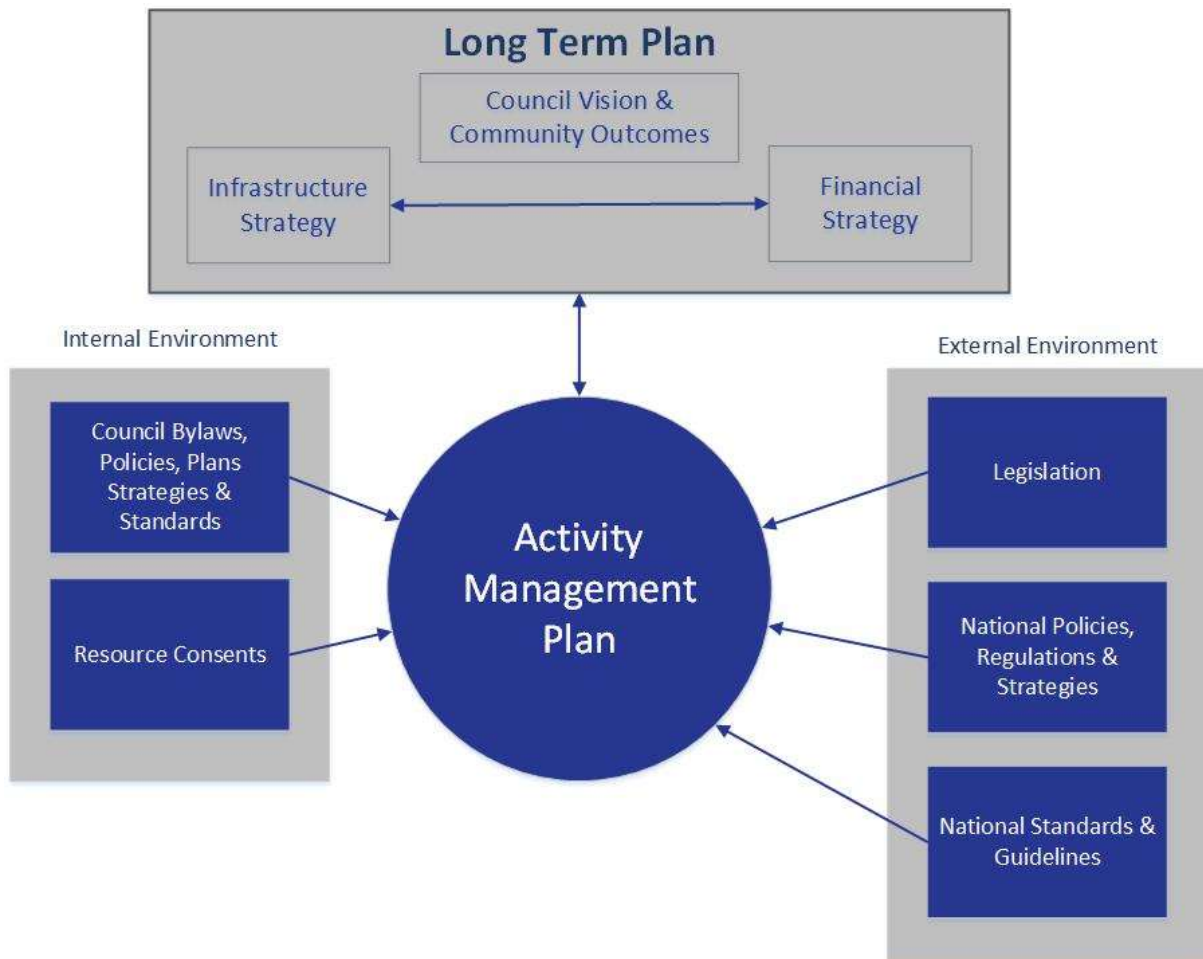 Long Term Plan
Council Vision &
Community Outcomes
Infrastructure
Strategy
Financial
Strategy
Internal Environment
External Environment
Council Bylaws,
Policies, Plans
Strategies &
Standards
Resource Consents
Activity
Management
Plan
Legislation
National Policies,
Regulations &
Strategies
National Standards &
Guidelines